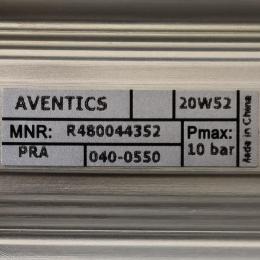 AVENTICS 20W52
MNR: R480044352 Pmax:
PRA 040-0550 10 bar
Made in China